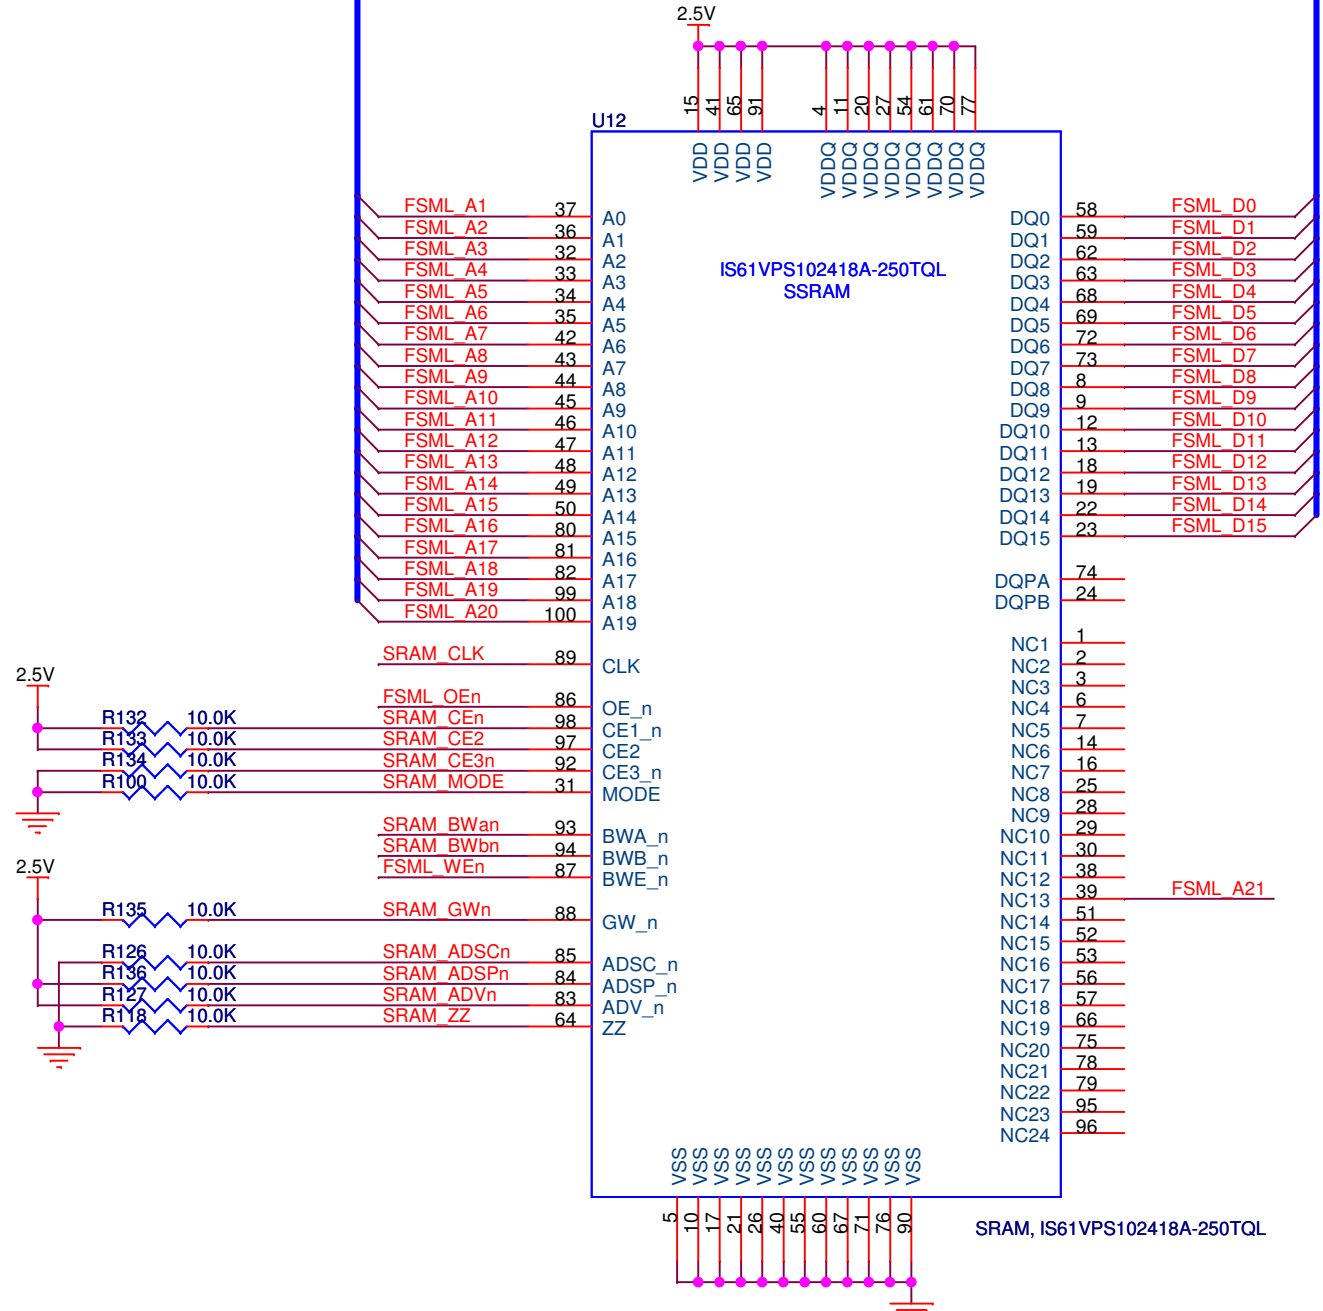 2.5V
15 41 65 91 4 11 20 27 54 61 70 77
U12
VDD VDD VDD VDD VDDQ VDDQ VDDQ VDDQ VDDQ VDDQ VDDQ VDDQ
IS61VPS102418A-250TQL
SSRAM
FSML_A1 37 A0
FSML_A2 36 A1
FSML_A3 32 A2
FSML_A4 33 A3
FSML_A5 34 A4
FSML_A6 35 A5
FSML_A7 42 A6
FSML_A8 43 A7
FSML_A9 44 A8
FSML_A10 45 A9
FSML_A11 46 A10
FSML_A12 47 A11
FSML_A13 48 A12
FSML_A14 49 A13
FSML_A15 50 A14
FSML_A16 80 A15
FSML_A17 81 A16
FSML_A18 82 A17
FSML_A19 99 A18
FSML_A20 100 A19
SRAM_CLK 89 CLK
2.5V
FSML_OEn 86 OE_n
R132 10.0K SRAM_CEn 98 CE1_n
R133 10.0K SRAM_CE2 97 CE2
R134 10.0K SRAM_CE3n 92 CE3_n
R100 10.0K SRAM_MODE 31 MODE
SRAM_BWan 93 BWA_n
SRAM_BWbn 94 BWB_n
2.5V
FSML_WEn 87 BWE_n
R135 10.0K SRAM_GWn 88 GW_n
R126 10.0K SRAM_ADSCn 85 ADSC_n
R136 10.0K SRAM_ADSPn 84 ADSP_n
R127 10.0K SRAM_ADVn 83 ADV_n
R118 10.0K SRAM_ZZ 64 ZZ
DQ0 58 FSML_D0
DQ1 59 FSML_D1
DQ2 62 FSML_D2
DQ3 63 FSML_D3
DQ4 68 FSML_D4
DQ5 69 FSML_D5
DQ6 72 FSML_D6
DQ7 73 FSML_D7
DQ8 8 FSML_D8
DQ9 9 FSML_D9
DQ10 12 FSML_D10
DQ11 13 FSML_D11
DQ12 18 FSML_D12
DQ13 19 FSML_D13
DQ14 22 FSML_D14
DQ15 23 FSML_D15
DQPA 74
DQPB 24
NC1 1
NC2 2
NC3 3
NC4 6
NC5 7
NC6 14
NC7 16
NC8 25
NC9 28
NC10 29
NC11 30
NC12 38
NC13 39 FSML_A21
NC14 51
NC15 52
NC16 53
NC17 56
NC18 57
NC19 66
NC20 75
NC21 78
NC22 79
NC23 95
NC24 96
VSS VSS VSS VSS VSS VSS VSS VSS VSS VSS VSS VSS
5 10 17 21 26 40 55 60 67 71 76 90
SRAM, IS61VPS102418A-250TQL